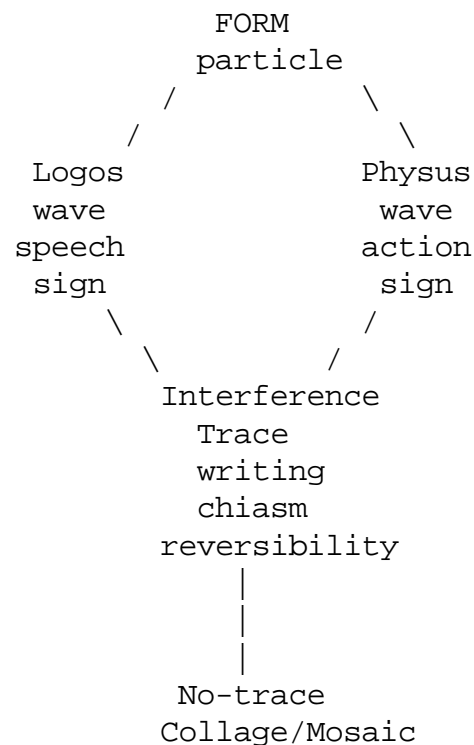 FORM
particle
/ \
/ \
Logos Physus
wave wave
speech action
sign sign
\ /
\ /
Interference
Trace
writing
chiasm
reversibility
|
|
|
No-trace
Collage/Mosaic